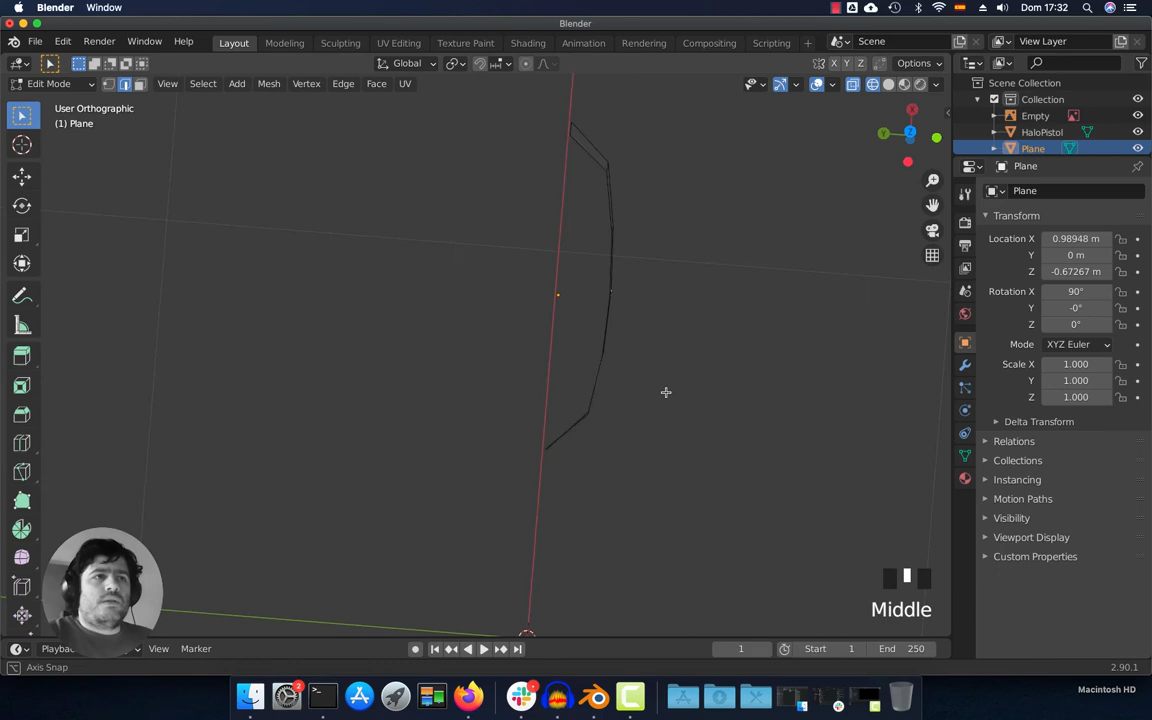 Blender Window Dom 17:32
Blender
File Edit Render Window Help Layout Modeling Sculpting UV Editing Texture Paint Shading Animation Rendering Compositing Scripting + Scene View Layer
Global X Y Z Options
Edit Mode View Select Add Mesh Vertex Edge Face UV
User Orthographic
(1) Plane
Scene Collection
Collection
Empty
HaloPistol
Plane
Plane
Plane
Transform
Location X 0.98948 m
Y 0 m
Z -0.67267 m
Rotation X 90°
Y -0°
Z 0°
Mode XYZ Euler
Scale X 1.000
Y 1.000
Z 1.000
Delta Transform
Relations
Collections
Instancing
Motion Paths
Visibility
Viewport Display
Custom Properties
X
Y
Z
Middle
Playback View Marker 1 Start 1 End 250
Axis Snap 2.90.1
Macintosh HD
2